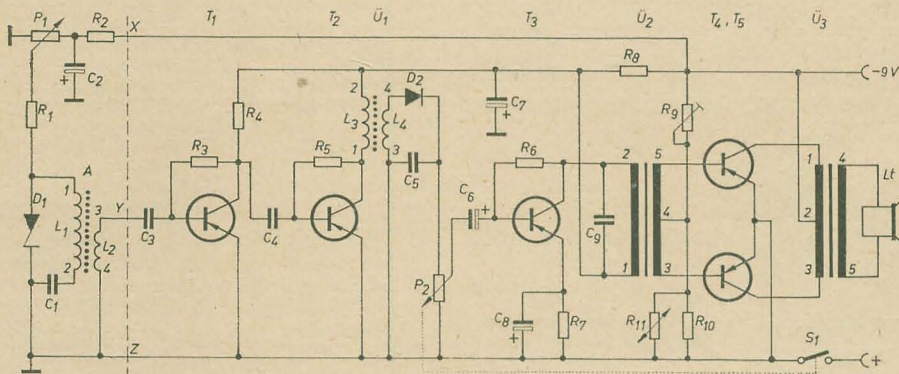 P1 R2 X T1 T2 Ü1 T3 Ü2 T4, T5 Ü3
C2 +
D2 R8 −9V
R1 R4 2 4 C7 + R9
L3 L4
R3 R5 1 3 C5 R6 2 5 1 4 Lt
D1 1 A 3 Y L1 L2 C3 C4 C6 + C9 4 2
2 4 C1 P2 1 3 3 5
C8 + R7 R11 R10
Z S1 +